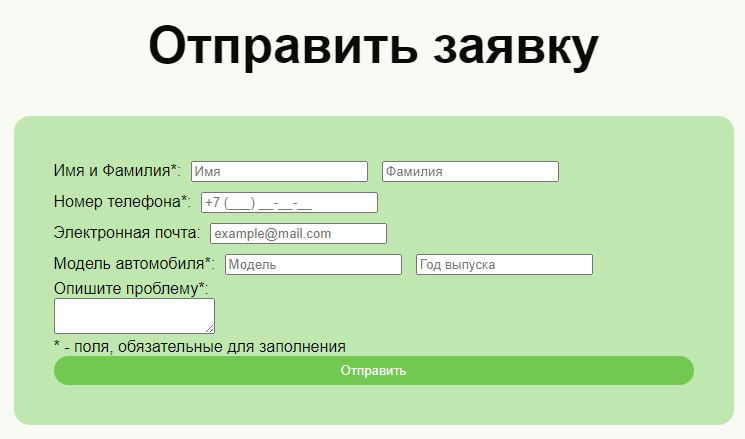 Отправить заявку
Имя и Фамилия*: Имя Фамилия
Номер телефона*: +7 (___) __-__-__
Электронная почта: example@mail.com
Модель автомобиля*: Модель Год выпуска
Опишите проблему*:
* - поля, обязательные для заполнения
Отправить